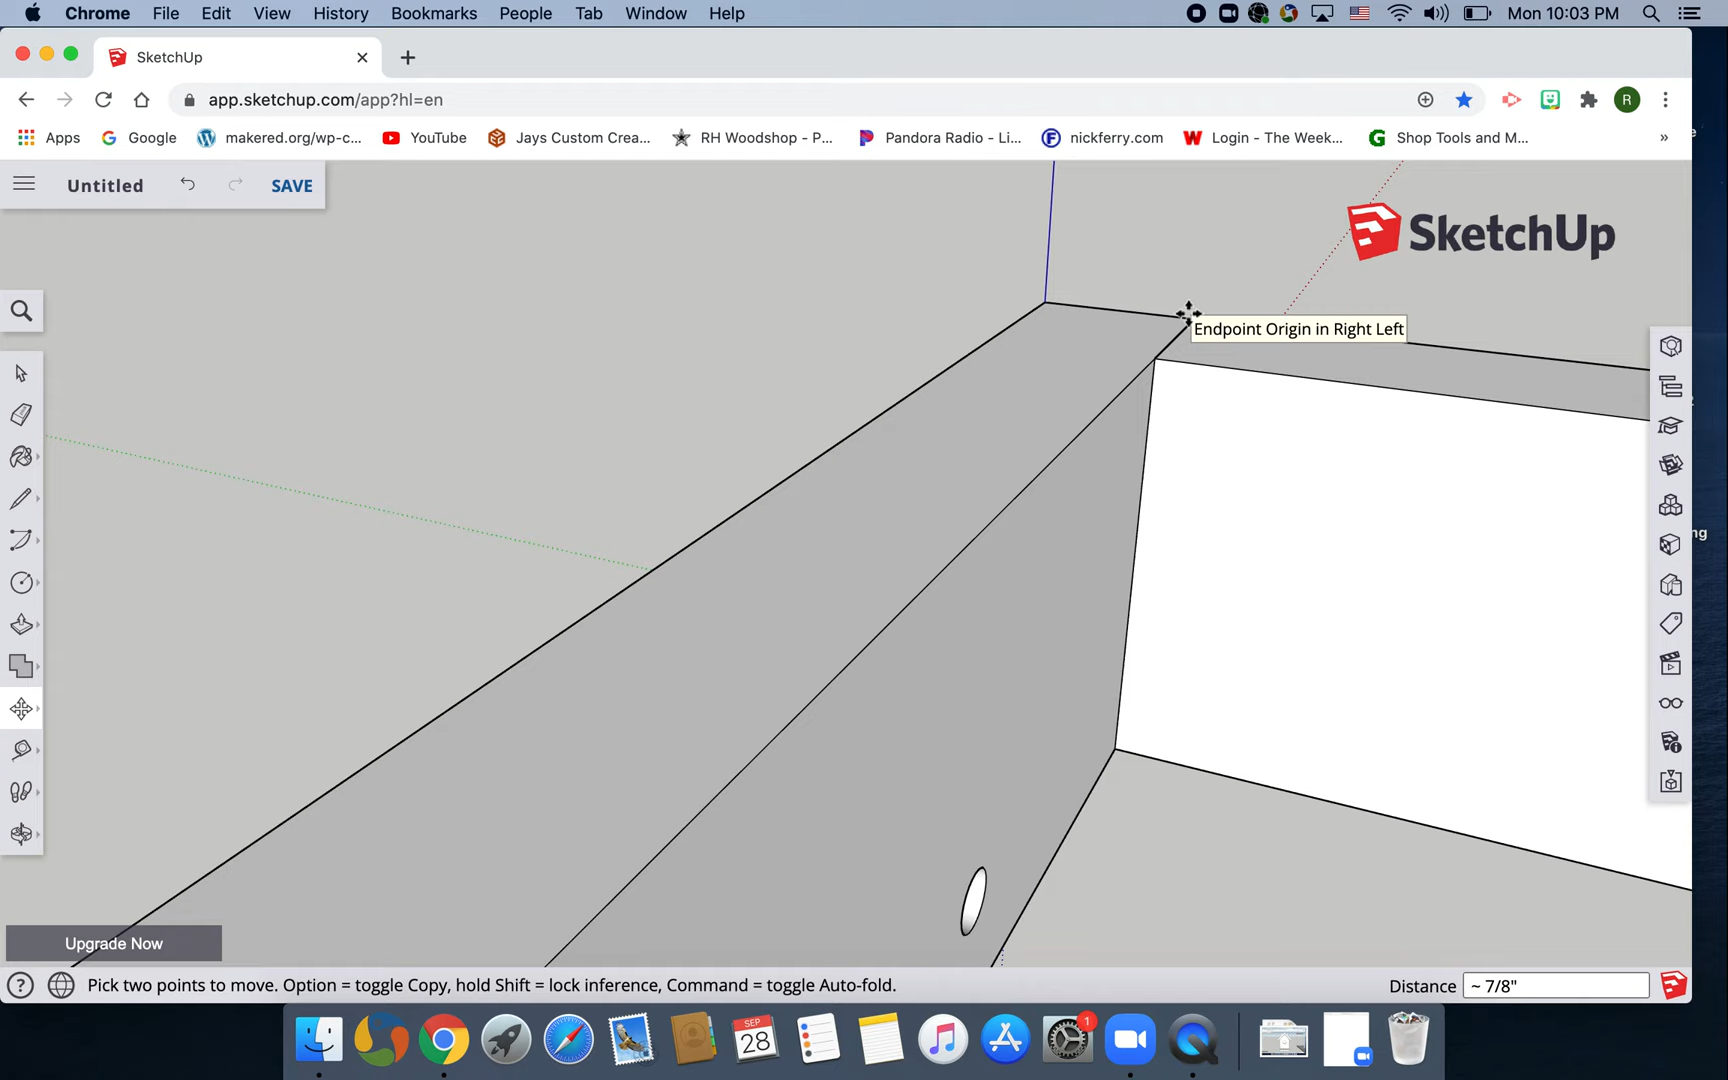 Chrome File Edit View History Bookmarks People Tab Window Help Mon 10:03 PM
SketchUp
app.sketchup.com/app?hl=en R
Apps Google makered.org/wp-c... YouTube Jays Custom Crea... RH Woodshop - P... Pandora Radio - Li... nickferry.com Login - The Week... Shop Tools and M... »
Untitled SAVE
SketchUp
Endpoint Origin in Right Left
ng
Upgrade Now
Pick two points to move. Option = toggle Copy, hold Shift = lock inference, Command = toggle Auto-fold. Distance ~ 7/8"
SEP
28
1